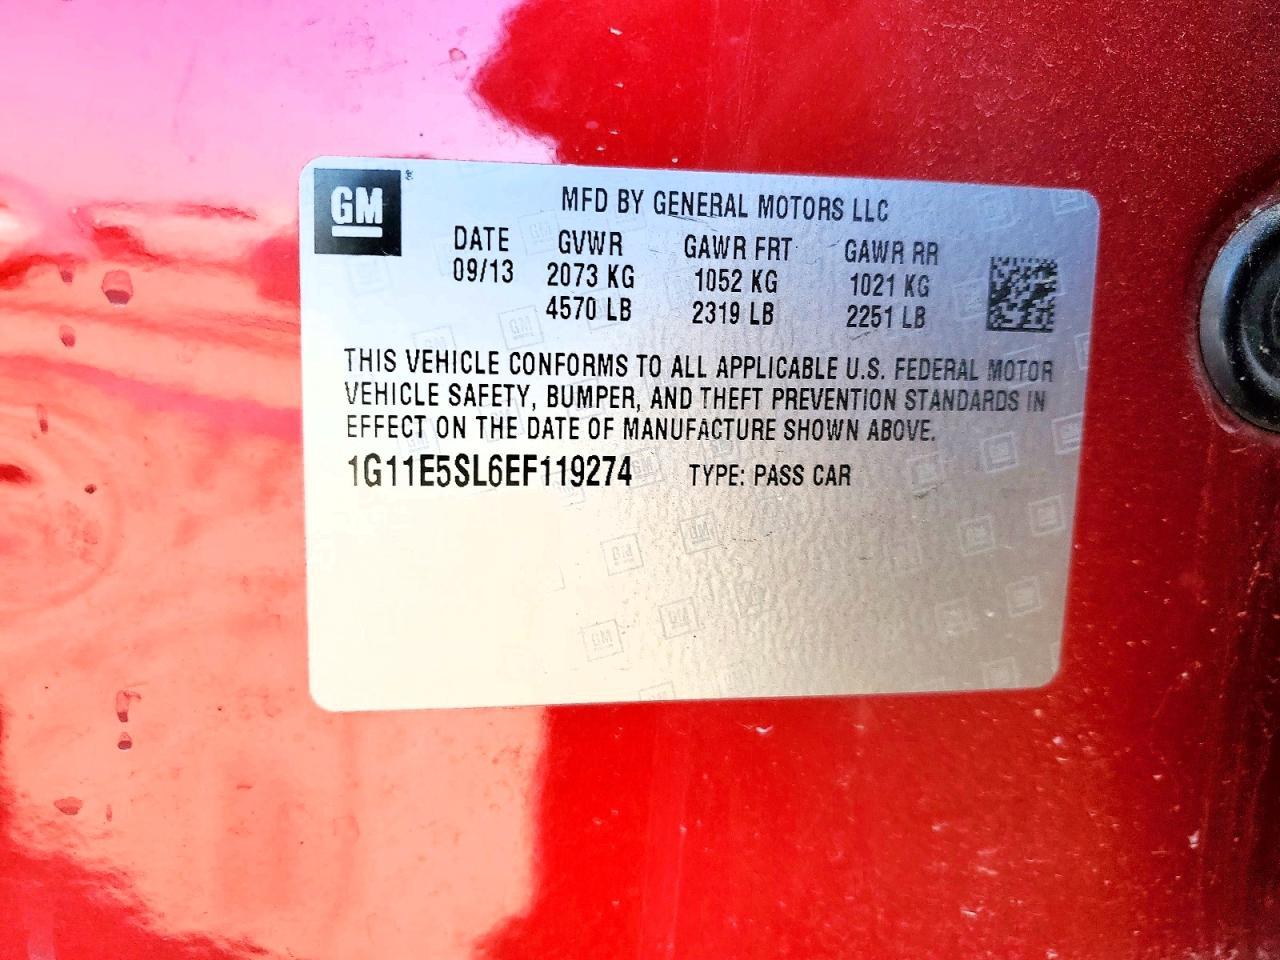 GM
MFD BY GENERAL MOTORS LLC
DATE GVWR GAWR FRT GAWR RR
09/13 2073 KG 1052 KG 1021 KG
4570 LB 2319 LB 2251 LB
THIS VEHICLE CONFORMS TO ALL APPLICABLE U.S. FEDERAL MOTOR
VEHICLE SAFETY, BUMPER, AND THEFT PREVENTION STANDARDS IN
EFFECT ON THE DATE OF MANUFACTURE SHOWN ABOVE.
1G11E5SL6EF119274 TYPE: PASS CAR